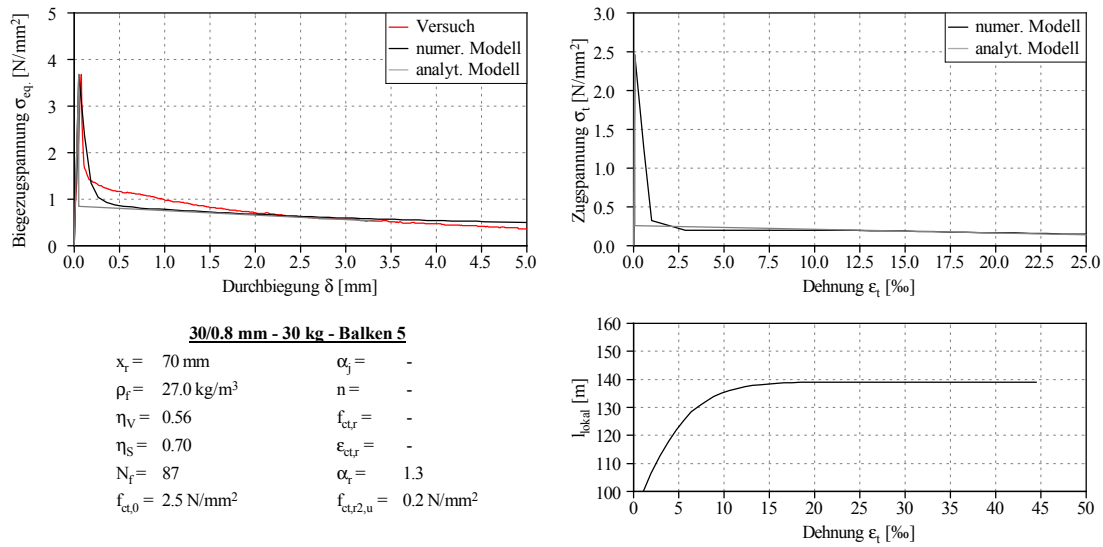 Versuch
numer. Modell
analyt. Modell
Biegezugspannung σeq. [N/mm²]
5
4
3
2
1
0
0.0 0.5 1.0 1.5 2.0 2.5 3.0 3.5 4.0 4.5 5.0
Durchbiegung δ [mm]
numer. Modell
analyt. Modell
Zugspannung σt [N/mm²]
3.0
2.5
2.0
1.5
1.0
0.5
0.0
0.0 2.5 5.0 7.5 10.0 12.5 15.0 17.5 20.0 22.5 25.0
Dehnung εt [‰]
30/0.8 mm - 30 kg - Balken 5
xr = 70 mm αj = -
ρf = 27.0 kg/m³ n = -
ηV = 0.56 fct,r = -
ηS = 0.70 εct,r = -
Nf = 87 αr = 1.3
fct,0 = 2.5 N/mm² fct,r2,u = 0.2 N/mm²
llokal [m]
160
150
140
130
120
110
100
0 5 10 15 20 25 30 35 40 45 50
Dehnung εt [‰]